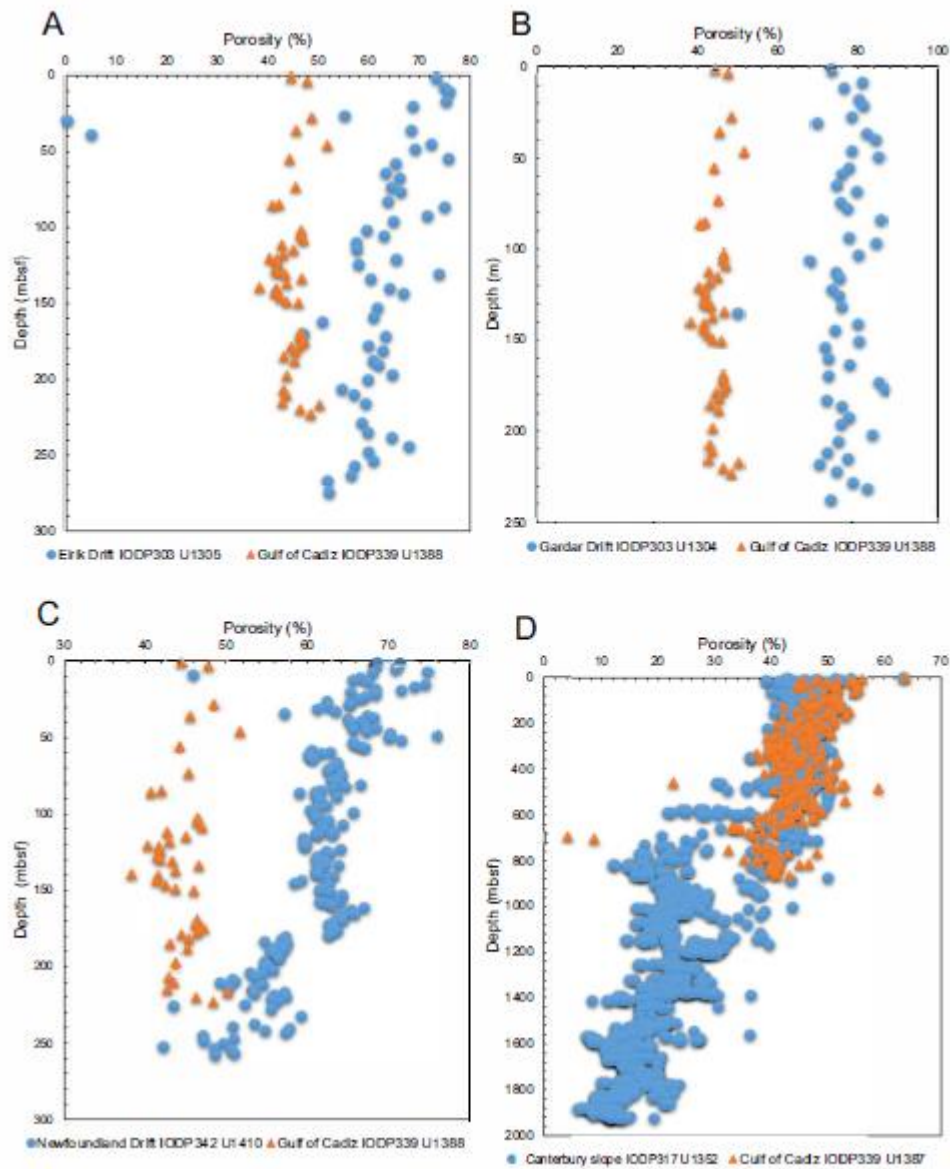 A
Porosity (%)
0 10 20 30 40 50 60 70 80
0
50
100
150
200
250
300
Depth (mbsf)
Eirik Drift IODP303 U1305 Gulf of Cadiz IODP339 U1388
B
Porosity (%)
0 20 40 60 80 100
0
50
100
150
200
250
Depth (m)
Gardar Drift IODP303 U1304 Gulf of Cadiz IODP339 U1388
C
Porosity (%)
30 40 50 60 70 80
0
50
100
150
200
250
300
Depth (mbsf)
Newfoundland Drift IODP342 U1410 Gulf of Cadiz IODP339 U1388
D
Porosity (%)
0 10 20 30 40 50 60 70
0
200
400
600
800
1000
1200
1400
1600
1800
2000
Depth (mbsf)
Canterbury slope IODP317 U1352 Gulf of Cadiz IODP339 U1387